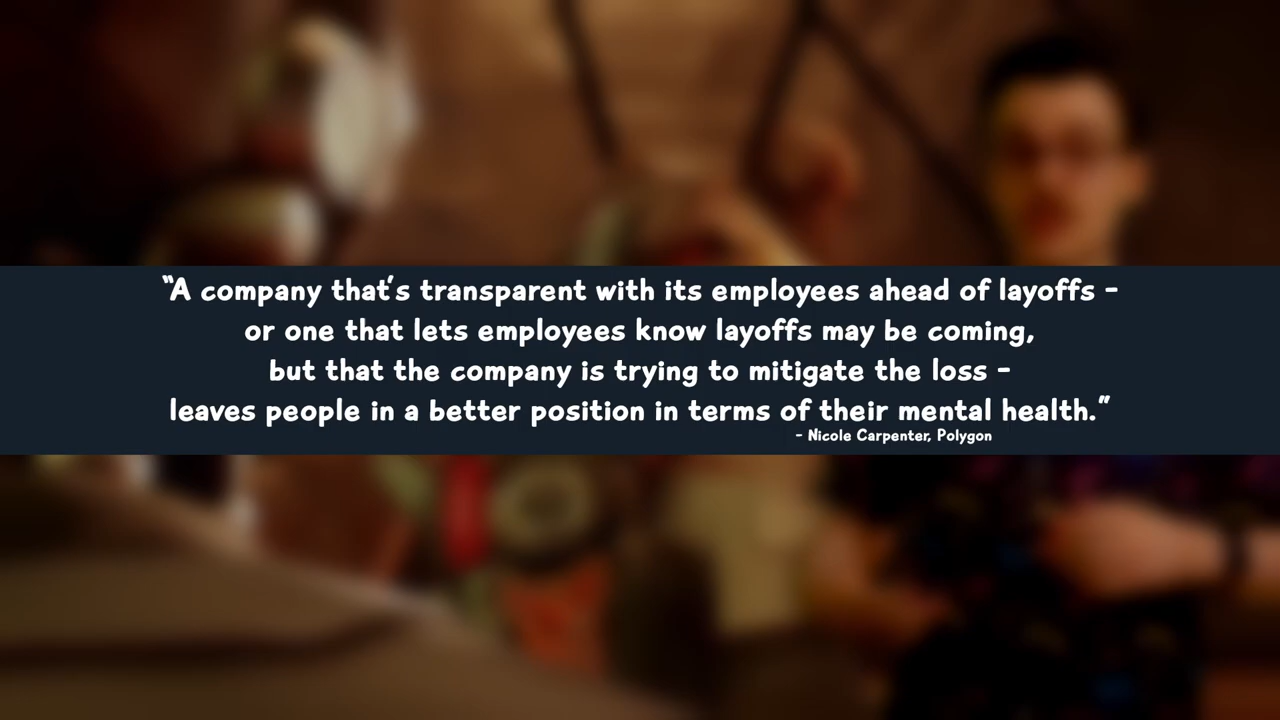 “A company that's transparent with its employees ahead of layoffs -
or one that lets employees know layoffs may be coming,
but that the company is trying to mitigate the loss -
leaves people in a better position in terms of their mental health.”
- Nicole Carpenter, Polygon